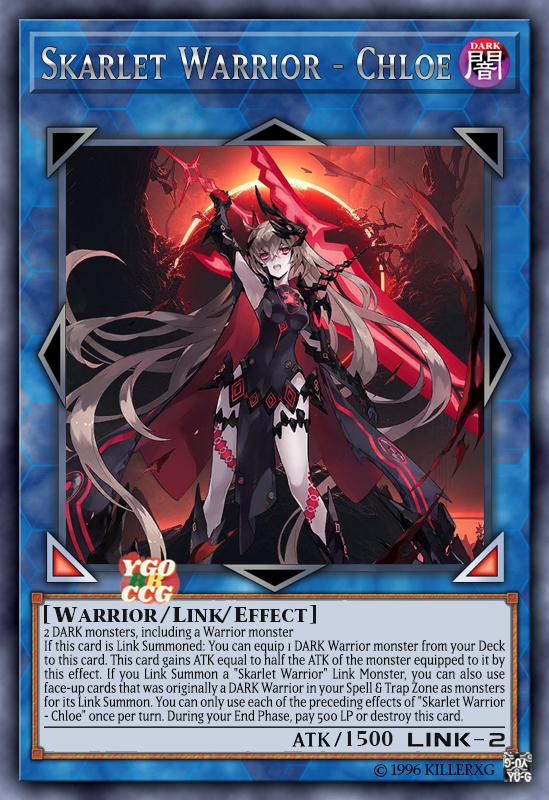 SKARLET WARRIOR - CHLOE
DARK
闇
YGO
RR
CCG
[WARRIOR/LINK/EFFECT]
2 DARK monsters, including a Warrior monster
If this card is Link Summoned: You can equip 1 DARK Warrior monster from your Deck
to this card. This card gains ATK equal to half the ATK of the monster equipped to it by
this effect. If you Link Summon a "Skarlet Warrior" Link Monster, you can also use
face-up cards that was originally a DARK Warrior in your Spell & Trap Zone as monsters
for its Link Summon. You can only use each of the preceding effects of "Skarlet Warrior
- Chloe" once per turn. During your End Phase, pay 500 LP or destroy this card.
ATK/1500 LINK-2
© 1996 KILLERXG